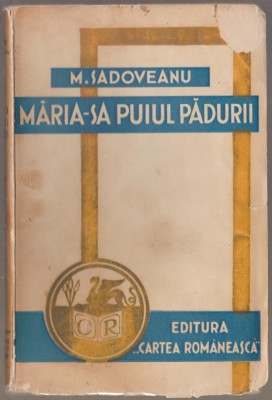 M. SADOVEANU
MĂRIA-SA PUIUL PĂDURII
CR
EDITURA
„CARTEA ROMÂNEASCĂ"